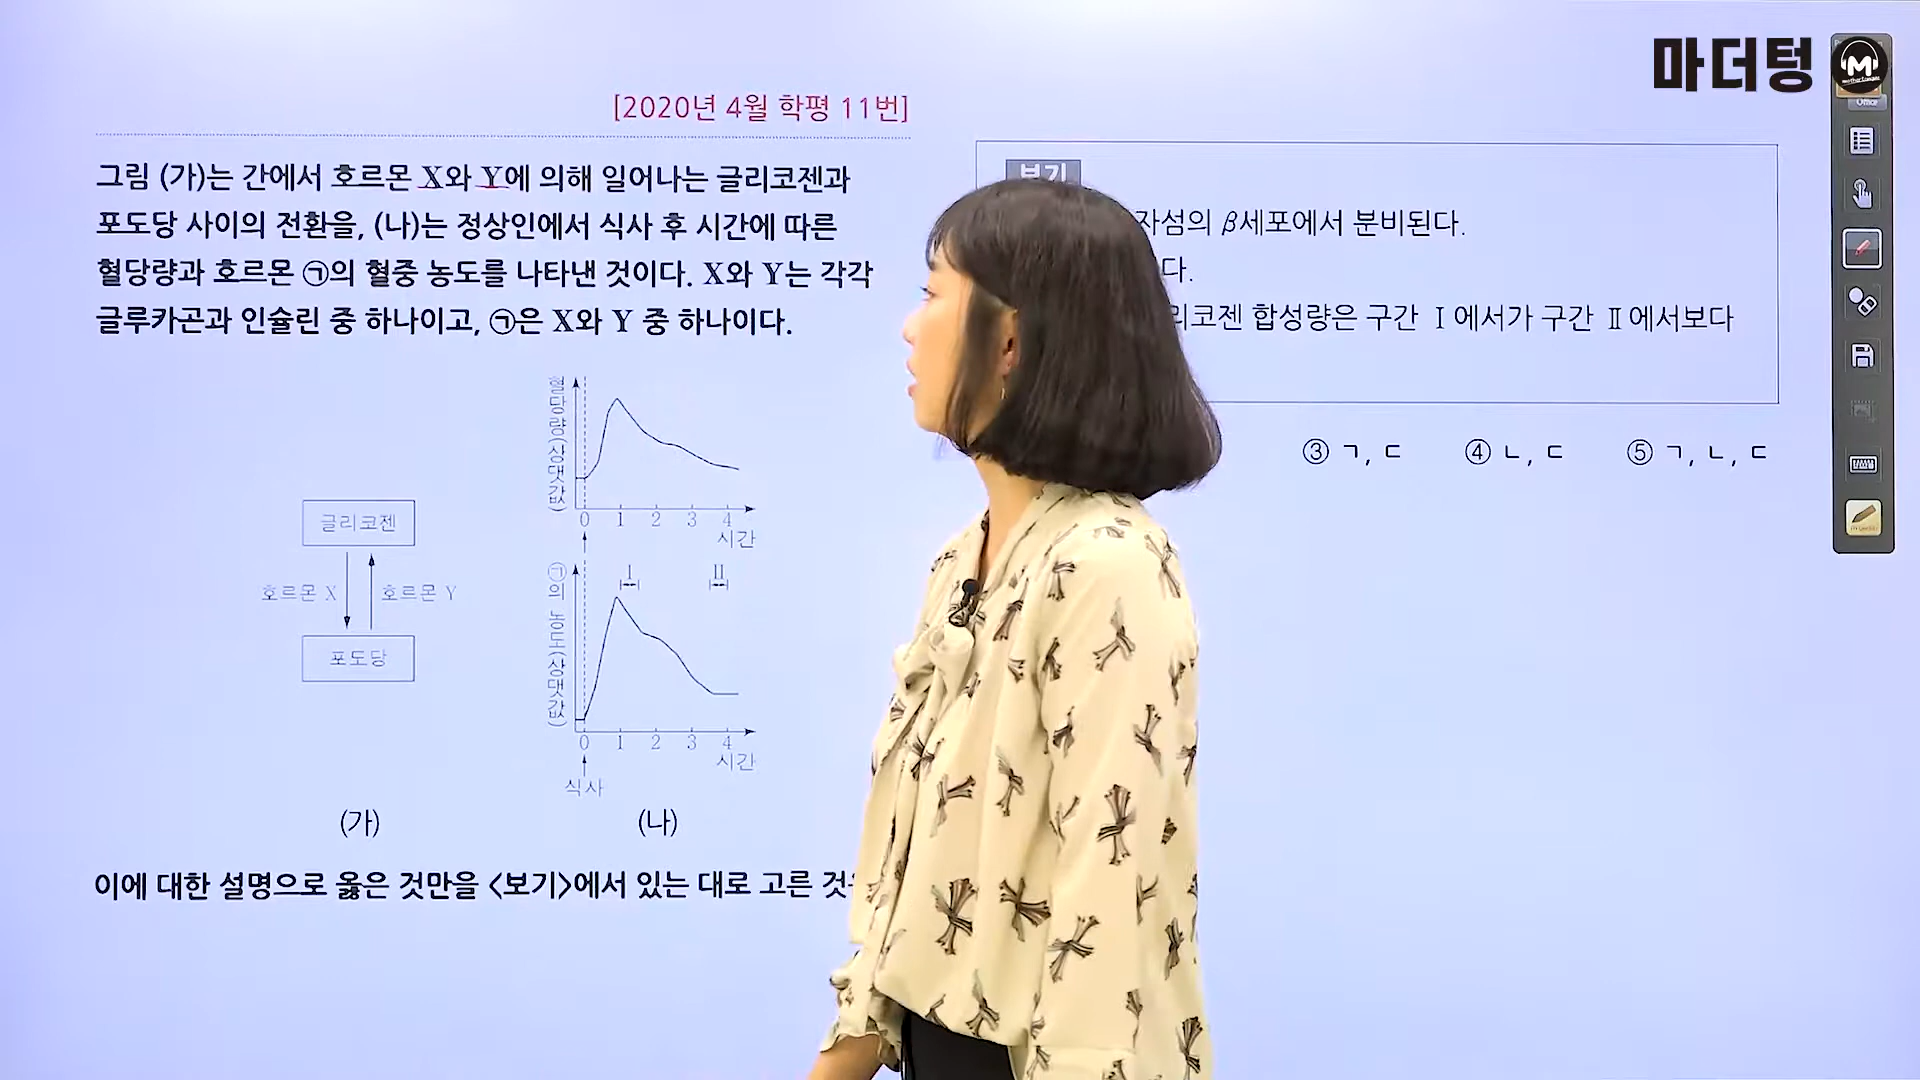 마더텅
[2020년 4월 학평 11번]
그림 (가)는 간에서 호르몬 X와 Y에 의해 일어나는 글리코젠과
포도당 사이의 전환을, (나)는 정상인에서 식사 후 시간에 따른
혈당량과 호르몬 ㉠의 혈중 농도를 나타낸 것이다. X와 Y는 각각
글루카곤과 인슐린 중 하나이고, ㉠은 X와 Y 중 하나이다.
글리코젠
호르몬 X
호르몬 Y
포도당
(가)
혈당량(상댓값)
0 1 2 3 4
시간
㉠의 농도(상댓값)
Ⅰ Ⅱ
0 1 2 3 4
시간
식사
(나)
이에 대한 설명으로 옳은 것만을 <보기>에서 있는 대로 고른
보기
자섬의 β세포에서 분비된다.
다.
리코젠 합성량은 구간 Ⅰ에서가 구간 Ⅱ에서보다
③ ㄱ, ㄷ ④ ㄴ, ㄷ ⑤ ㄱ, ㄴ, ㄷ